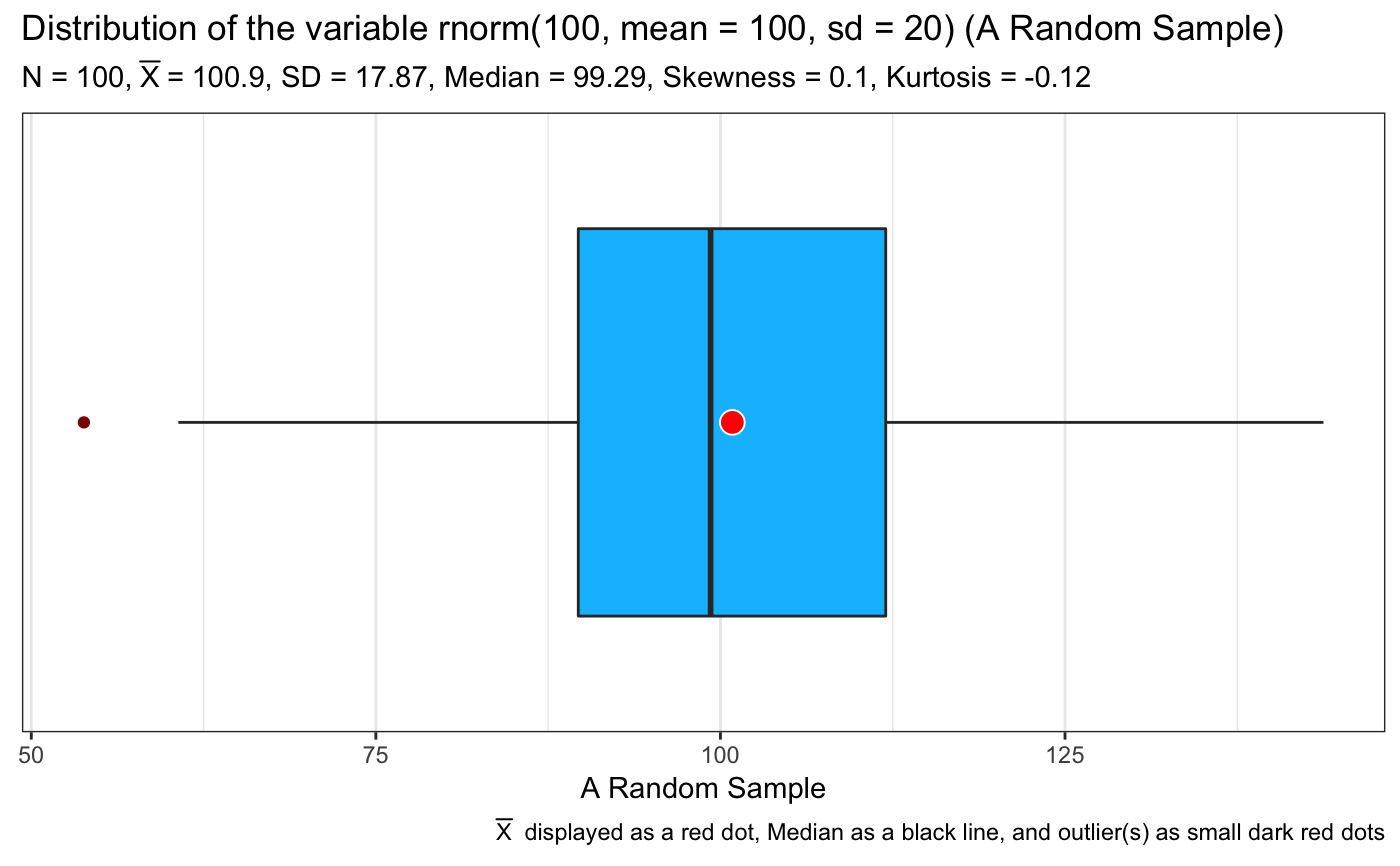 Distribution of the variable rnorm(100, mean = 100, sd = 20) (A Random Sample)
N = 100, X̅ = 100.9, SD = 17.87, Median = 99.29, Skewness = 0.1, Kurtosis = -0.12
50 75 100 125
A Random Sample
X̅ displayed as a red dot, Median as a black line, and outlier(s) as small dark red dots